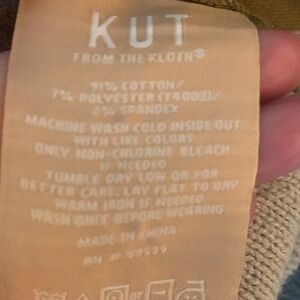 KUT
FROM THE KLOTH®
91% COTTON/
7% POLYESTER (T400®)/
2% SPANDEX
MACHINE WASH COLD INSIDE OUT
WITH LIKE COLORS
ONLY NON-CHLORINE BLEACH
IF NEEDED
TUMBLE DRY LOW OR FOR
BETTER CARE, LAY FLAT TO DRY
WARM IRON IF NEEDED
WASH ONCE BEFORE WEARING
MADE IN CHINA
RN #